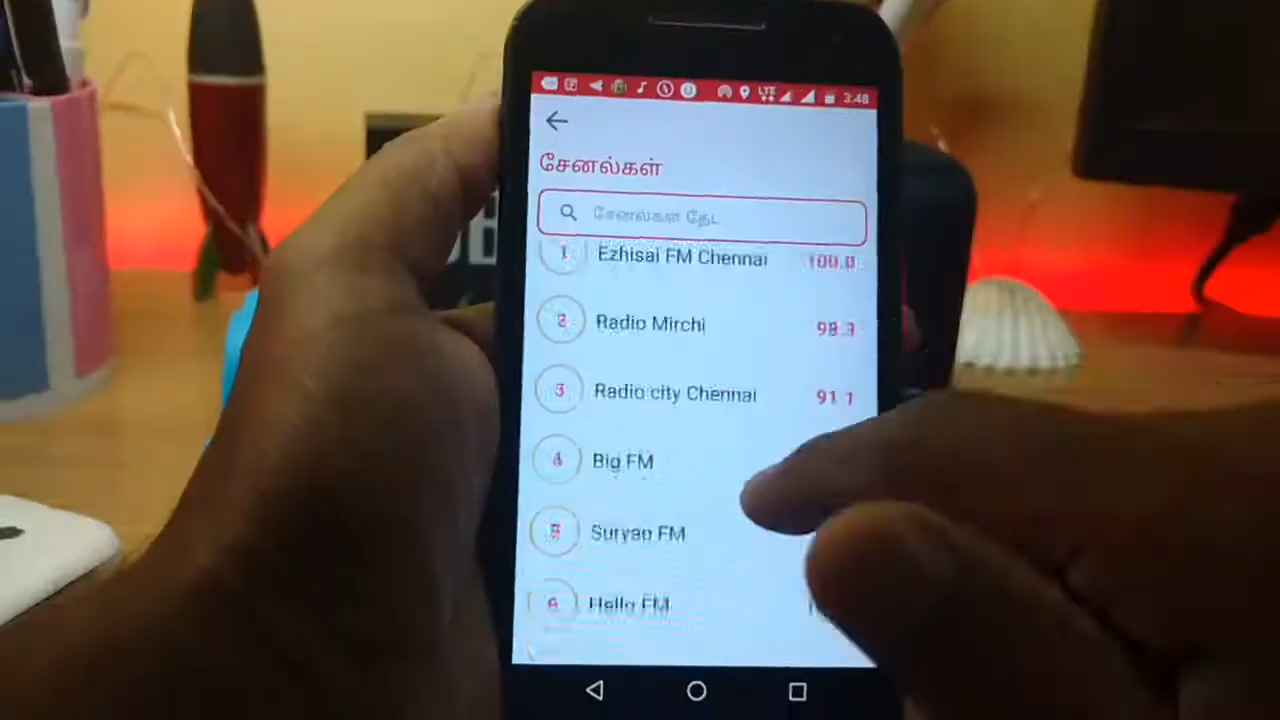 LTE 3:48
சேனல்கள்
சேனல்களை தேட
1 Ezhisai FM Chennai 100.0
2 Radio Mirchi 98.3
3 Radio city Chennai 91.1
4 Big FM
5 Suryan FM
6 Hello FM